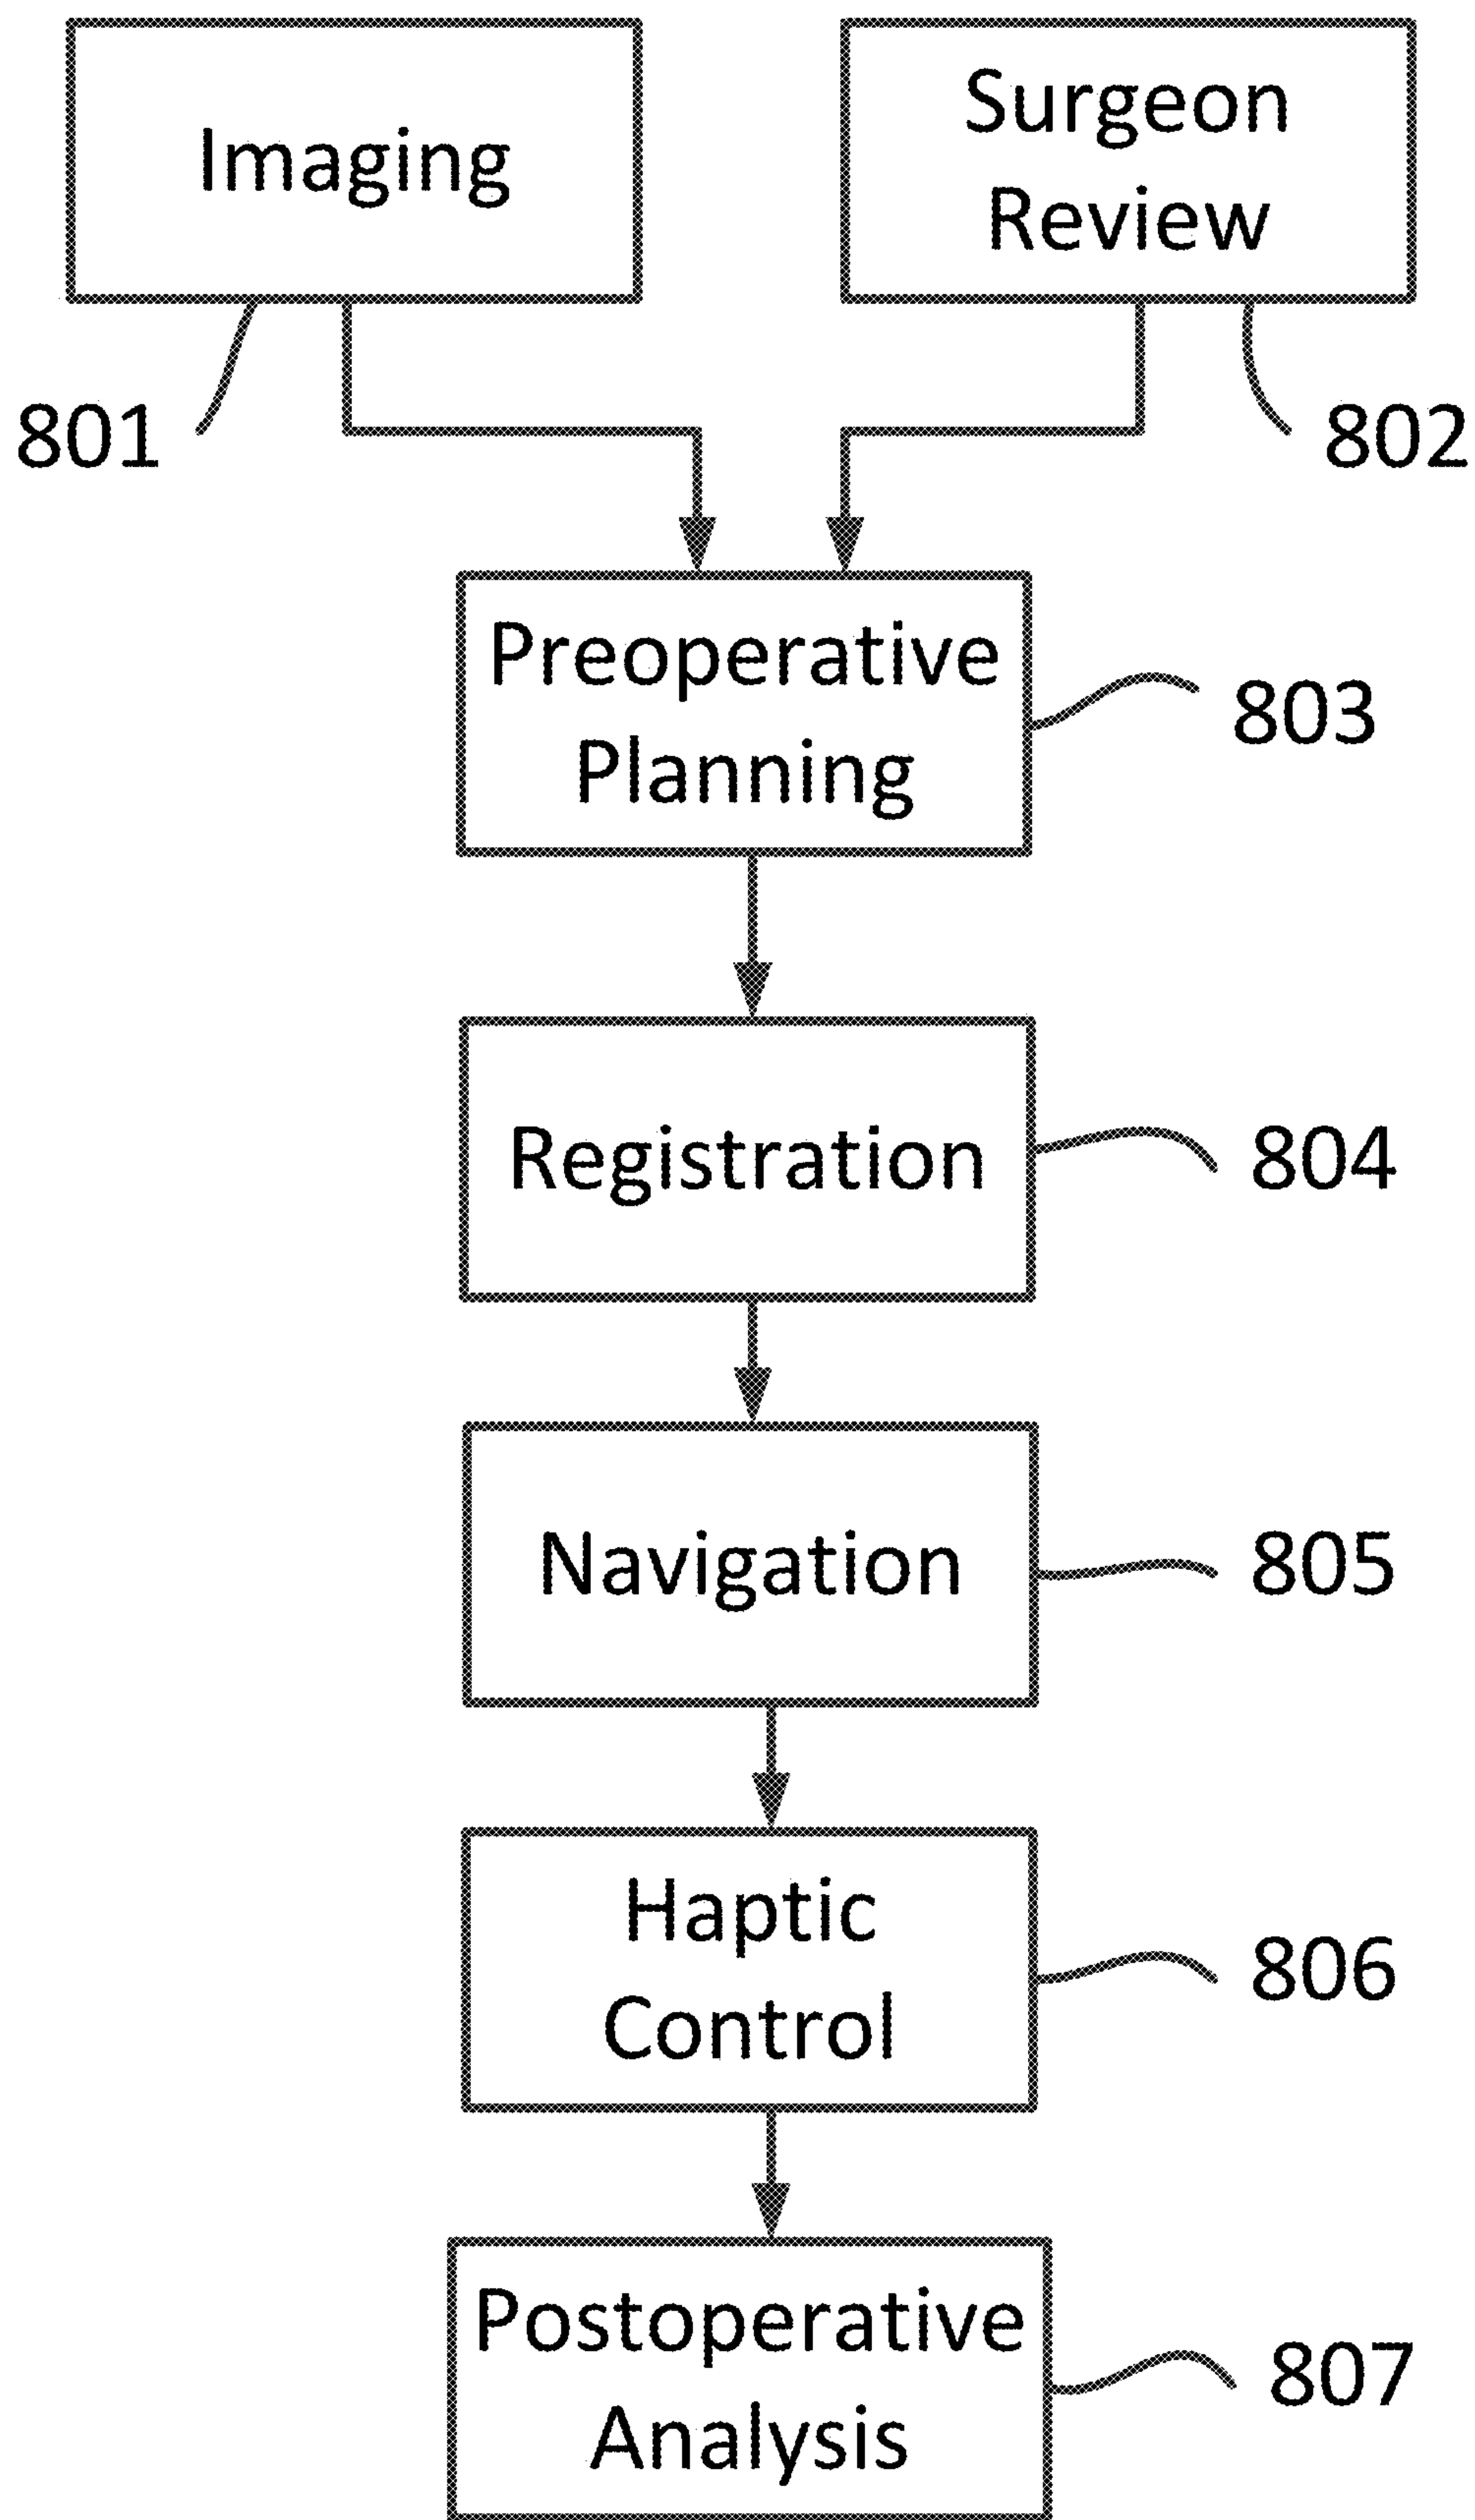 Imaging
Surgeon
Review
801
802
Preoperative
Planning
803
Registration
804
Navigation
805
Haptic
Control
806
Postoperative
Analysis
807